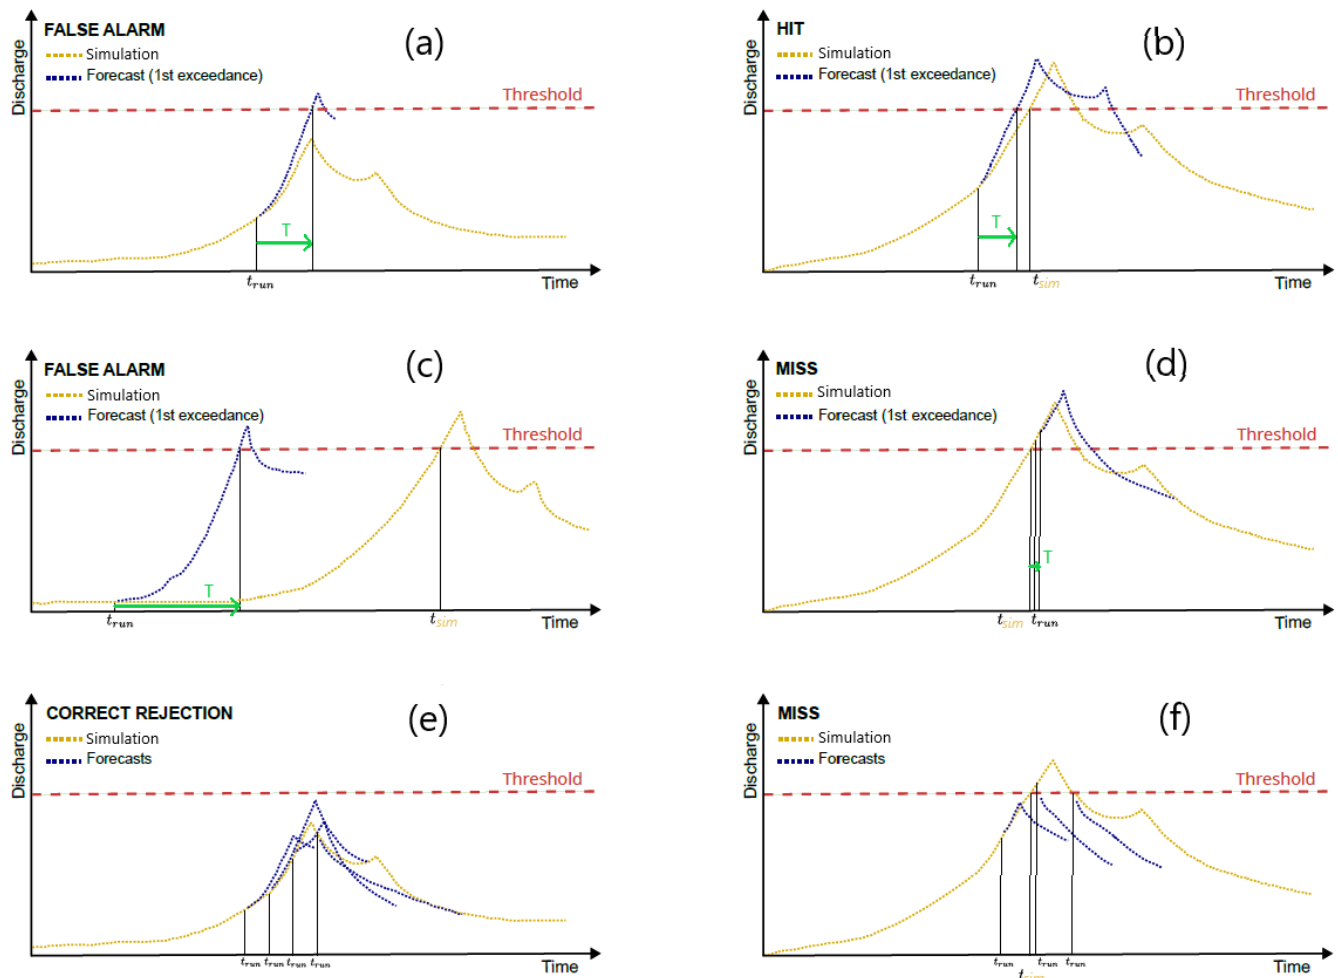 FALSE ALARM
(a)
Simulation
Forecast (1st exceedance)
Discharge
Threshold
T
t_run
Time
HIT
(b)
Simulation
Forecast (1st exceedance)
Discharge
Threshold
T
t_run
t_sim
Time
FALSE ALARM
(c)
Simulation
Forecast (1st exceedance)
Discharge
Threshold
T
t_run
t_sim
Time
MISS
(d)
Simulation
Forecast (1st exceedance)
Discharge
Threshold
T
t_sim
t_run
Time
CORRECT REJECTION
(e)
Simulation
Forecasts
Discharge
Threshold
t_run t_run t_run t_run
Time
MISS
(f)
Simulation
Forecasts
Discharge
Threshold
t_run t_run t_run
t_sim
Time